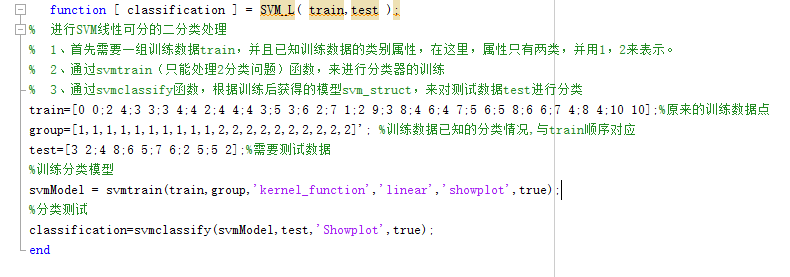 function [ classification ] = SVM_L( train,test );
% 进行SVM线性可分的二分类处理
% 1、首先需要一组训练数据train，并且已知训练数据的类别属性，在这里，属性只有两类，并用1，2来表示。
% 2、通过svmtrain（只能处理2分类问题）函数，来进行分类器的训练
% 3、通过svmclassify函数，根据训练后获得的模型svm_struct，来对测试数据test进行分类
train=[0 0;2 4;3 3;3 4;4 2;4 4;4 3;5 3;6 2;7 1;2 9;3 8;4 6;4 7;5 6;5 8;6 6;7 4;8 4;10 10];%原来的训练数据点
group=[1,1,1,1,1,1,1,1,1,1,2,2,2,2,2,2,2,2,2,2]'; %训练数据已知的分类情况,与train顺序对应
test=[3 2;4 8;6 5;7 6;2 5;5 2];%需要测试数据
%训练分类模型
svmModel = svmtrain(train,group,'kernel_function','linear','showplot',true);
%分类测试
classification=svmclassify(svmModel,test,'Showplot',true);
end